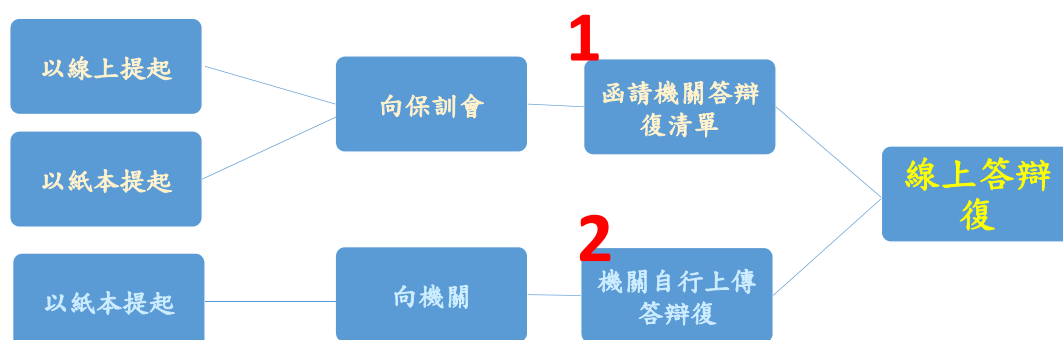 以線上提起
以紙本提起
向保訓會
1
函請機關答辯
復清單
以紙本提起
向機關
2
機關自行上傳
答辯復
線上答辯
復